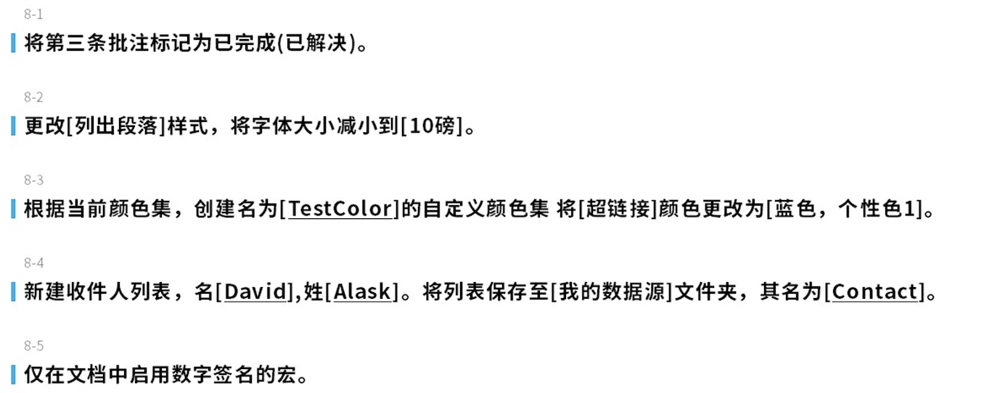 8-1
将第三条批注标记为已完成(已解决)。
8-2
更改[列出段落]样式，将字体大小减小到[10磅]。
8-3
根据当前颜色集，创建名为[TestColor]的自定义颜色集 将[超链接]颜色更改为[蓝色，个性色1]。
8-4
新建收件人列表，名[David],姓[Alask]。将列表保存至[我的数据源]文件夹，其名为[Contact]。
8-5
仅在文档中启用数字签名的宏。